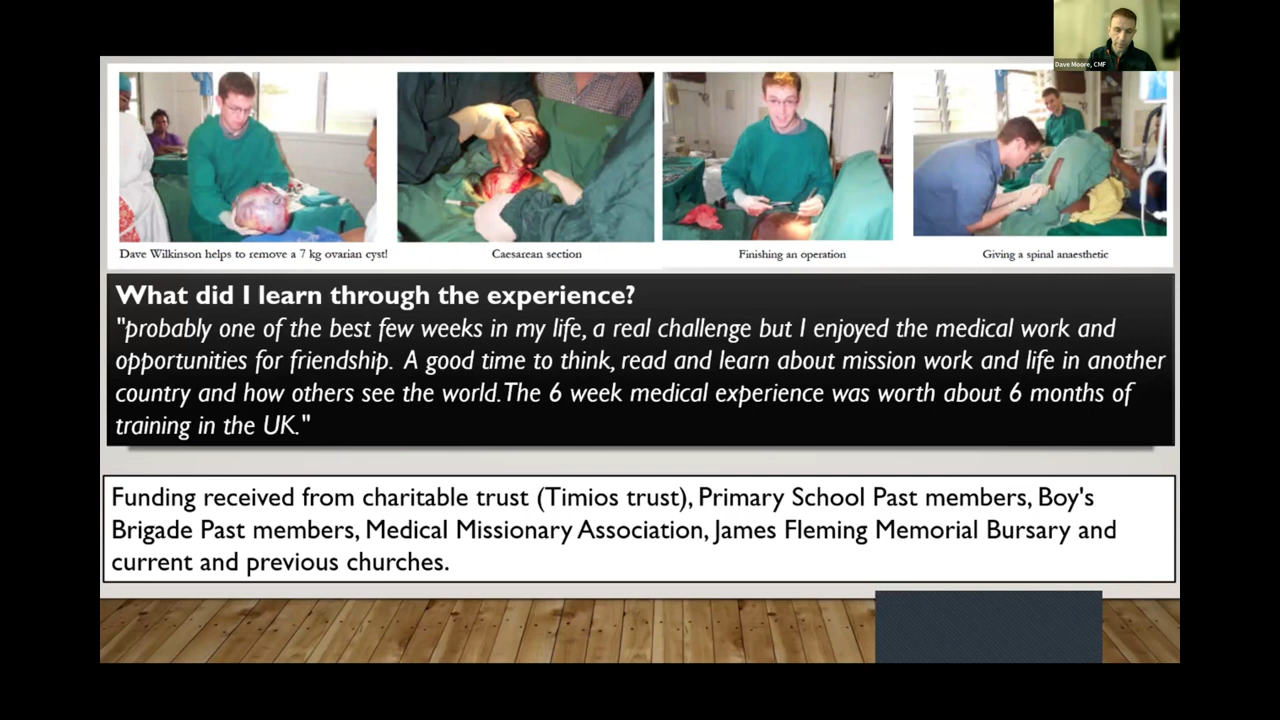 Dave Moore, CMF
Dave Wilkinson helps to remove a 7 kg ovarian cyst!
Caesarean section
Finishing an operation
Giving a spinal anaesthetic
What did I learn through the experience?
"probably one of the best few weeks in my life, a real challenge but I enjoyed the medical work and
opportunities for friendship. A good time to think, read and learn about mission work and life in another
country and how others see the world. The 6 week medical experience was worth about 6 months of
training in the UK."
Funding received from charitable trust (Timios trust), Primary School Past members, Boy's
Brigade Past members, Medical Missionary Association, James Fleming Memorial Bursary and
current and previous churches.